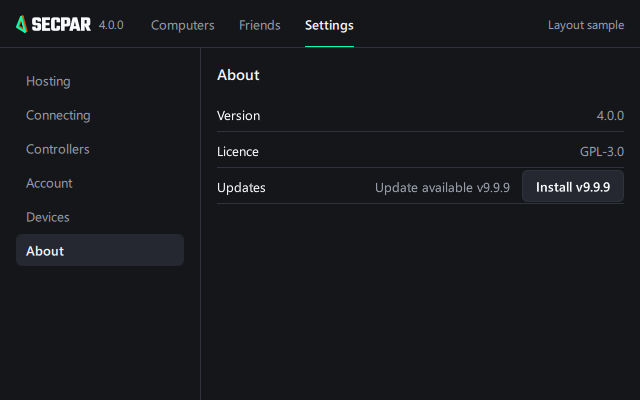 SECPAR 4.0.0 Computers Friends Settings Layout sample
Hosting
Connecting
Controllers
Account
Devices
About
About
Version 4.0.0
Licence GPL-3.0
Updates Update available v9.9.9 Install v9.9.9